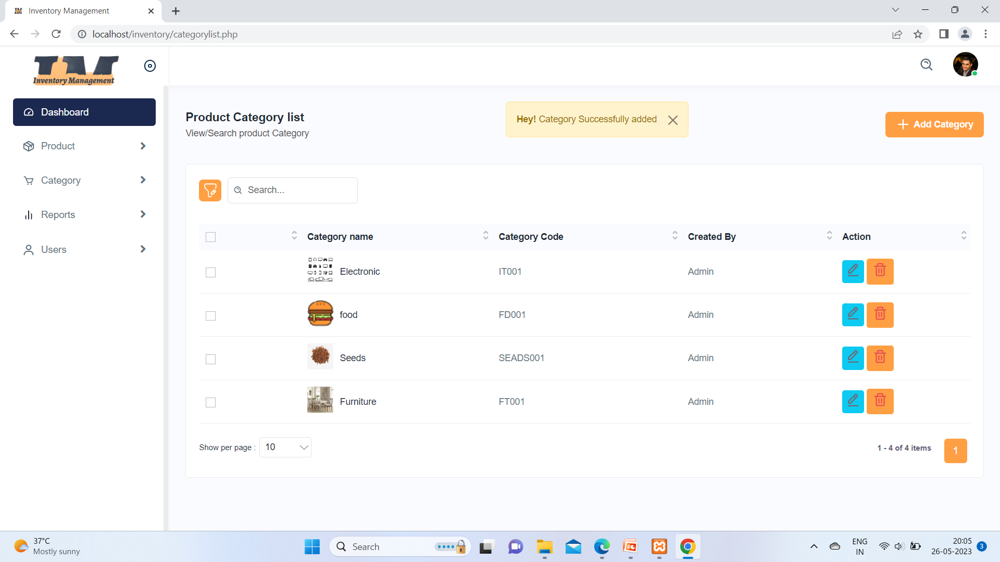 Inventory Management
localhost/inventory/categorylist.php
Inventory Management
Dashboard
Product
Category
Reports
Users
Product Category list
View/Search product Category
Hey! Category Successfully added
Add Category
Search...
Category name
Category Code
Created By
Action
Electronic
IT001
Admin
food
FD001
Admin
Seeds
SEADS001
Admin
Furniture
FT001
Admin
Show per page :
10
1 - 4 of 4 items
1
37°C
Mostly sunny
Search
ENG
IN
20:05
26-05-2023
3